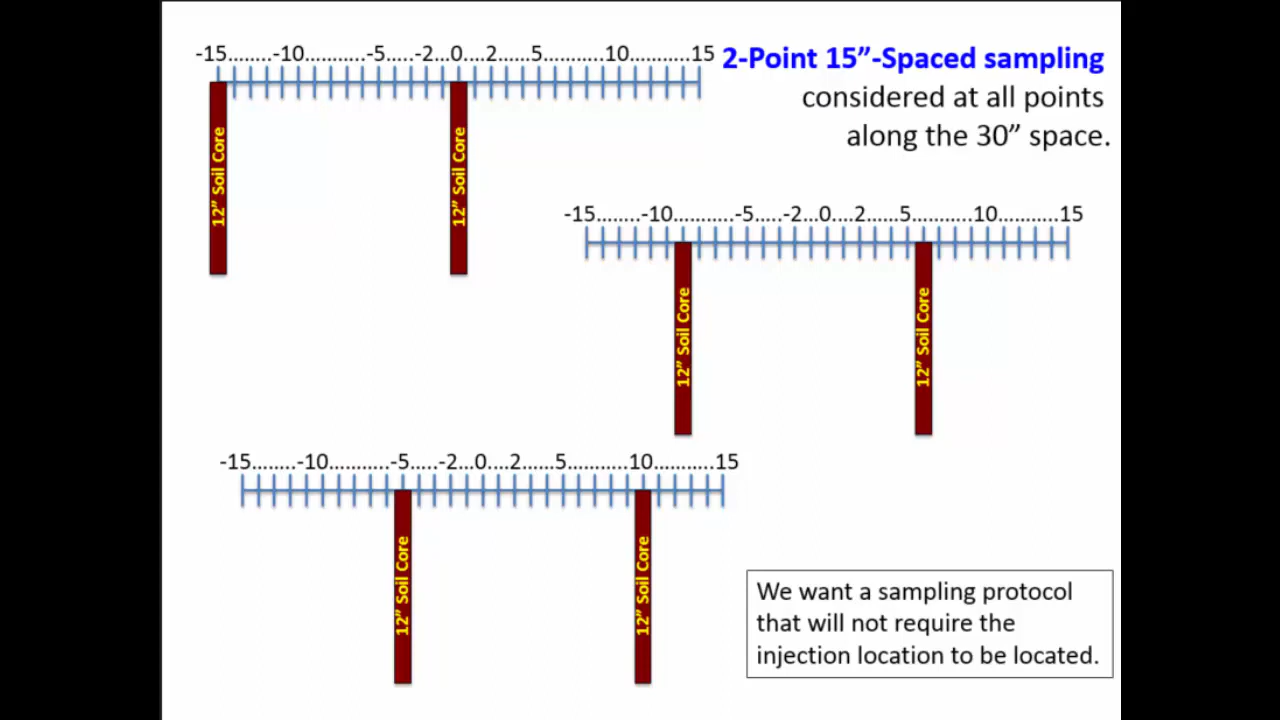 -15........-10...........-5.....-2...0....2......5...........10............15
2-Point 15”-Spaced sampling
considered at all points
along the 30” space.
12” Soil Core
12” Soil Core
-15........-10...........-5.....-2...0....2......5...........10............15
12” Soil Core
12” Soil Core
-15........-10...........-5.....-2...0....2......5...........10............15
12” Soil Core
12” Soil Core
We want a sampling protocol
that will not require the
injection location to be located.